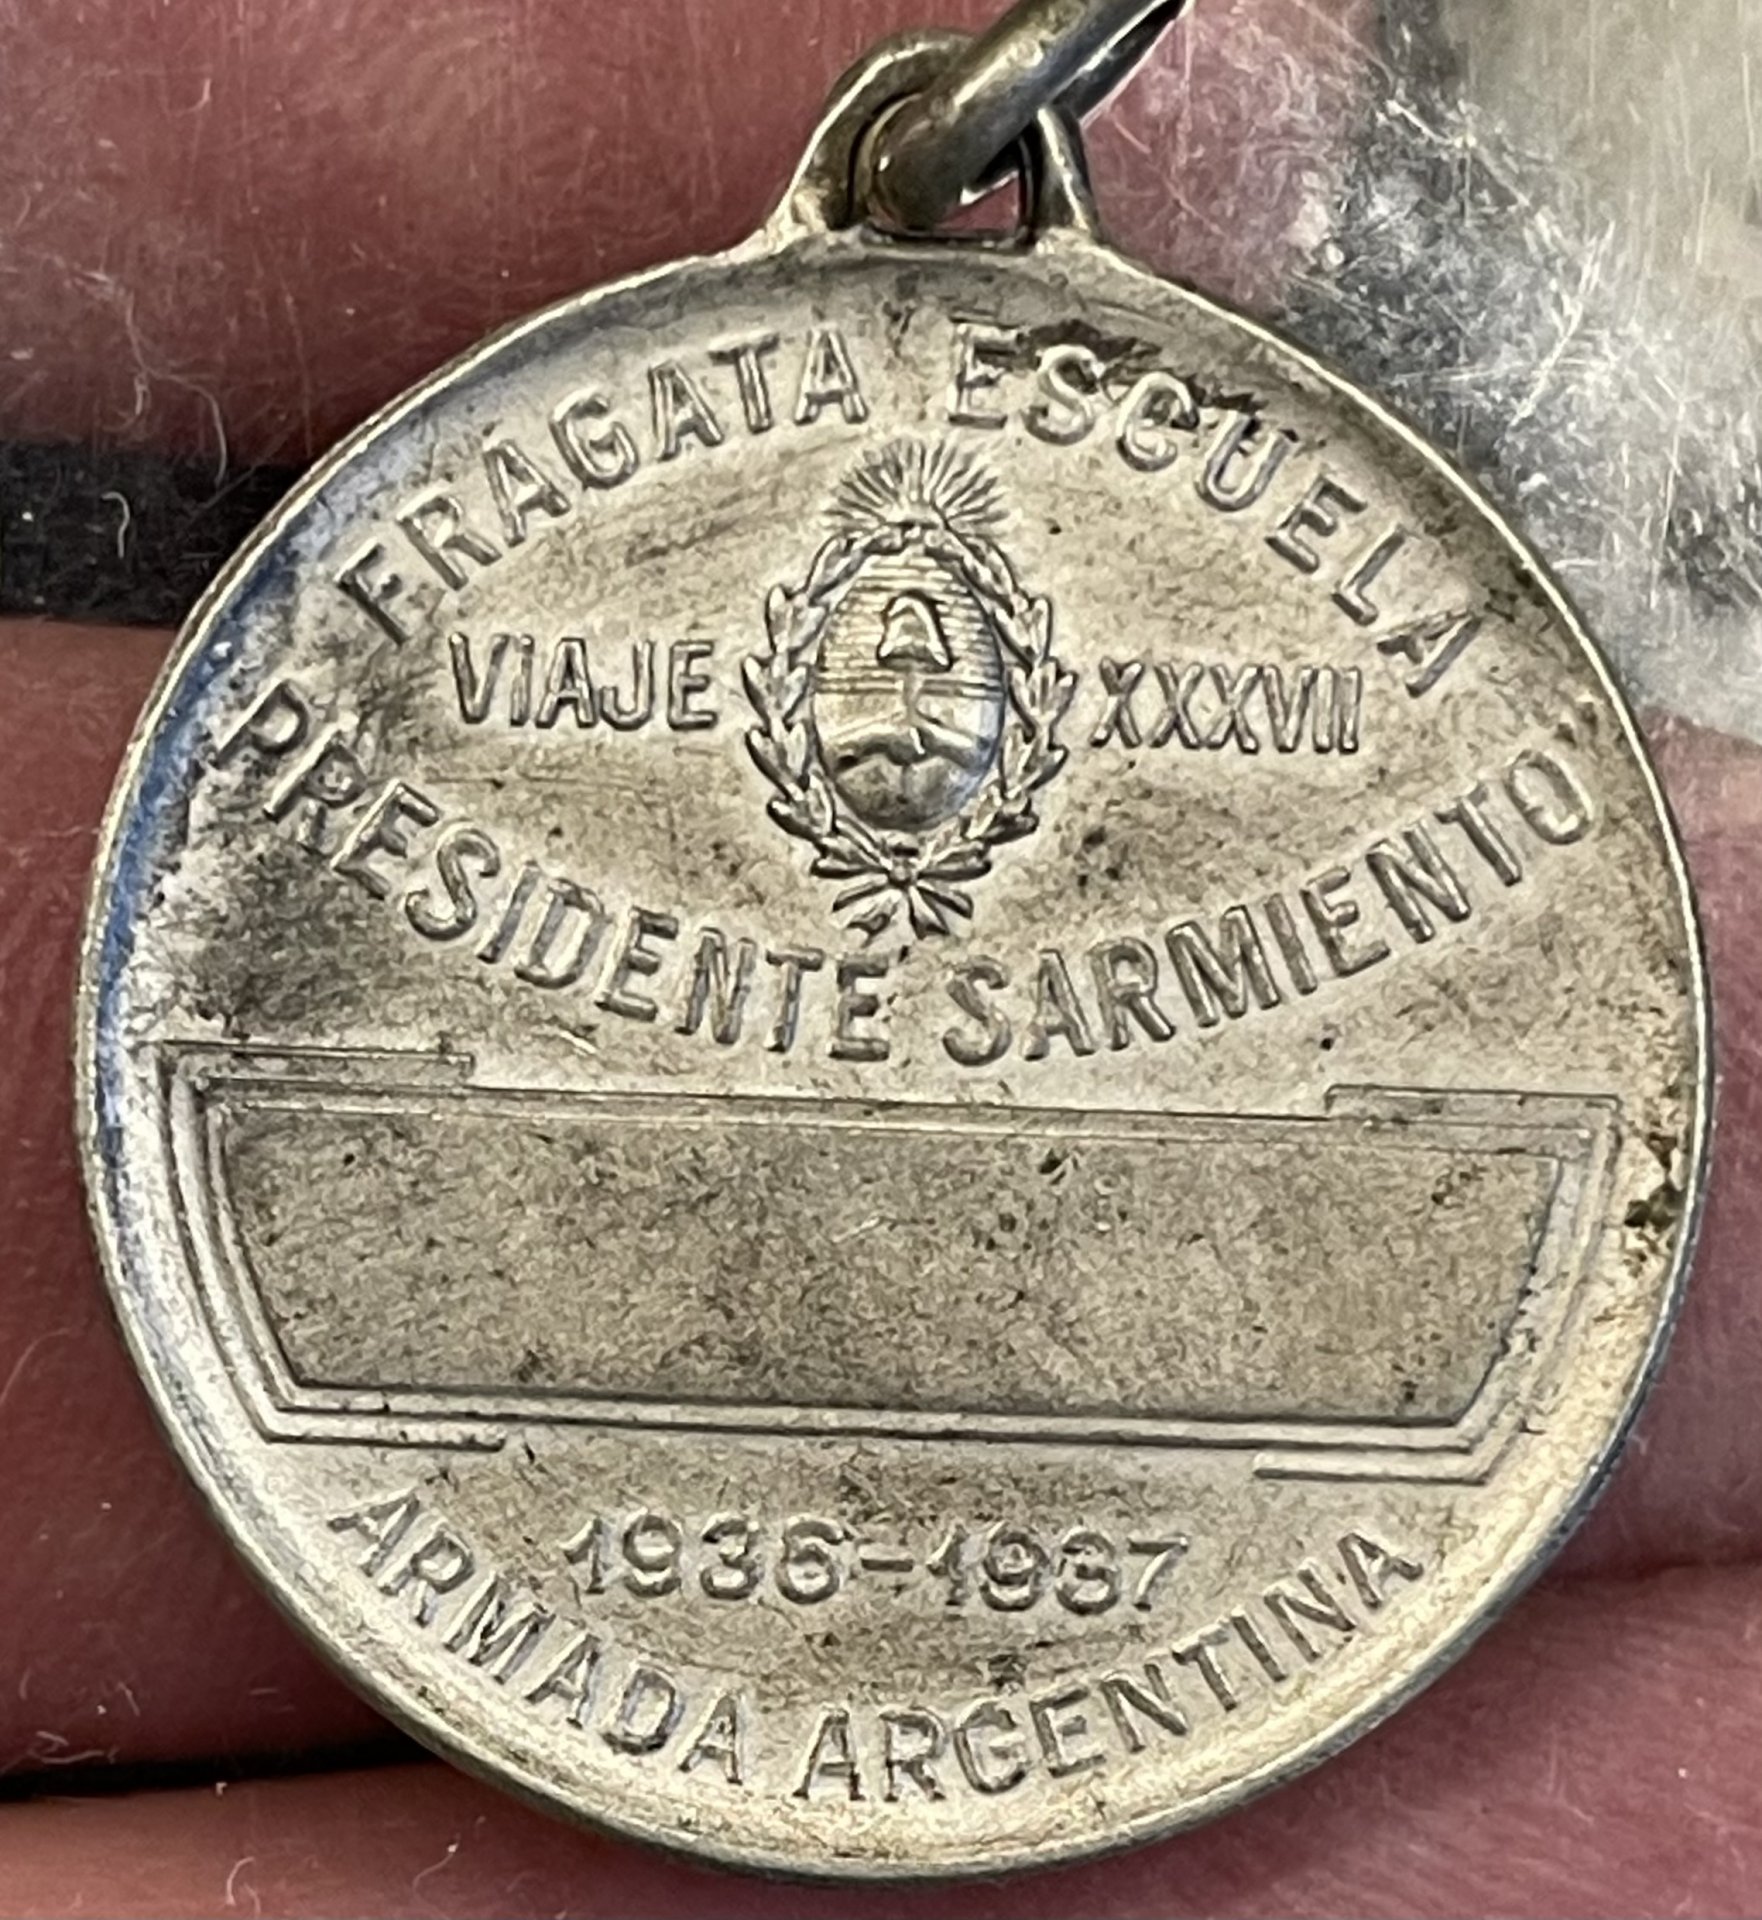 FRAGATA ESCUELA
VIAJE XXXVII
PRESIDENTE SARMIENTO
1936-1937
ARMADA ARGENTINA